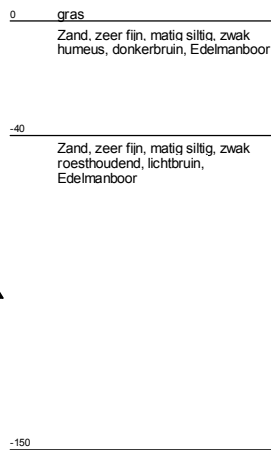 0 gras
Zand, zeer fijn, matig siltig, zwak
humeus, donkerbruin, Edelmanboor
-40
Zand, zeer fijn, matig siltig, zwak
roesthoudend, lichtbruin,
Edelmanboor
-150